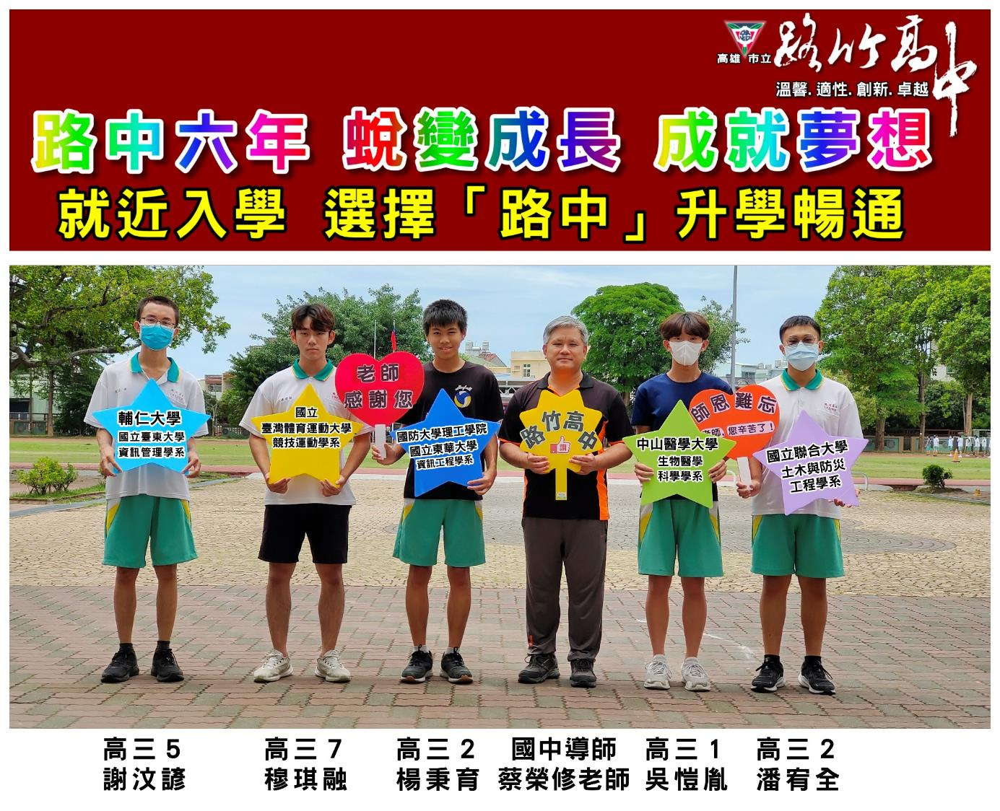 高雄市立路竹高中
溫馨.適性.創新.卓越
路中六年 蛻變成長 成就夢想
就近入學 選擇「路中」升學暢通
輔仁大學
國立臺東大學
資訊管理學系
國立
臺灣體育運動大學
競技運動學系
老師
感謝您
國防大學理工學院
國立東華大學
資訊工程學系
路竹高中
讚
中山醫學大學
生物醫學
科學學系
師恩難忘
老師,您辛苦了!
國立聯合大學
土木與防災
工程學系
高三5
謝汶諺
高三7
穆琪融
高三2
楊秉育
國中導師
蔡榮修老師
高三1
吳愷胤
高三2
潘宥全